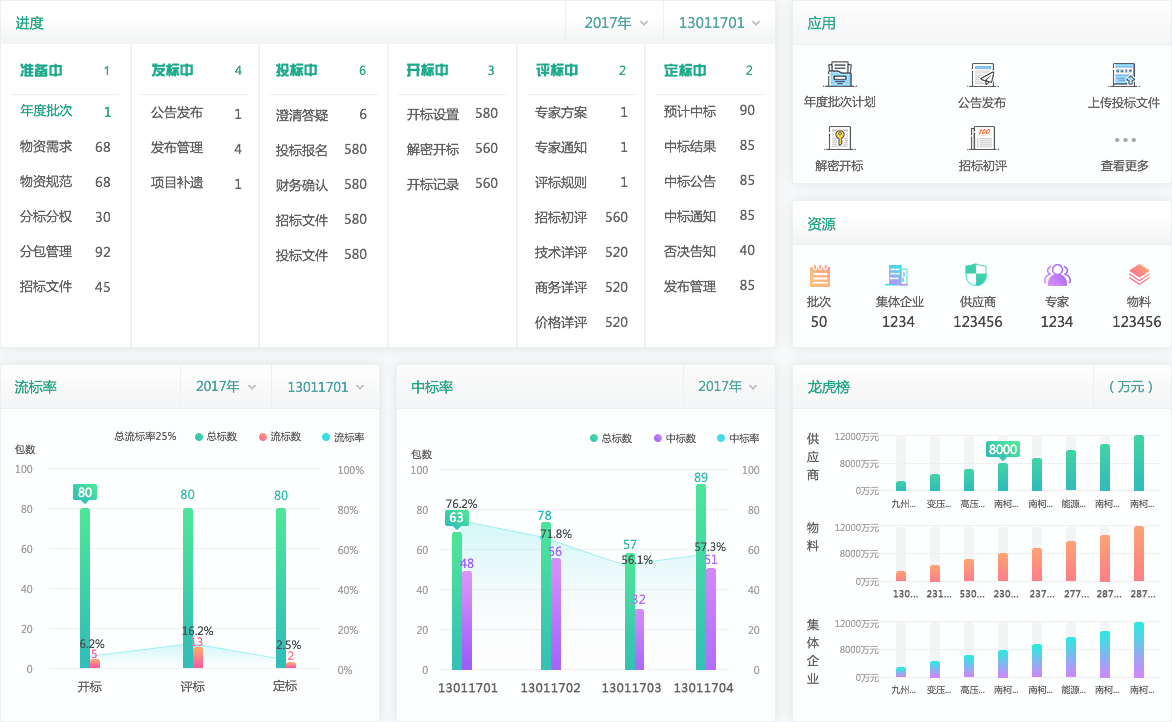 进度
2017年
13011701
准备中 1
年度批次 1
物资需求 68
物资规范 68
分标分权 30
分包管理 92
招标文件 45
发标中 4
公告发布 1
发布管理 4
项目补遗 1
投标中 6
澄清答疑 6
投标报名 580
财务确认 580
招标文件 580
投标文件 580
开标中 3
开标设置 580
解密开标 560
开标记录 560
评标中 2
专家方案 1
专家通知 1
评标规则 1
招标初评 560
技术详评 520
商务详评 520
价格详评 520
定标中 2
预计中标 90
中标结果 85
中标公告 85
中标通知 85
否决告知 40
发布管理 85
应用
年度批次计划
公告发布
上传投标文件
解密开标
100
招标初评
查看更多
资源
批次
50
集体企业
1234
供应商
123456
专家
1234
物料
123456
流标率
2017年
13011701
总流标率25% 总标数 流标数 流标率
包数
100 100%
80 80%
60 60%
40 40%
20 20%
0 0%
80 80 80
6.2% 16.2% 2.5%
5 13 2
开标 评标 定标
中标率
2017年
总标数 中标数 中标率
包数
100 100
80 80
60 60
40 40
20 20
0 0
76.2%
63
48
78
71.8%
56
57
56.1%
32
89
57.3%
51
13011701 13011702 13011703 13011704
龙虎榜
（万元）
供应商
12000万元
8000万元
0万元
8000
九州... 变压... 高压... 南柯... 南柯... 能源... 南柯... 南柯...
物料
12000万元
8000万元
0万元
130... 231... 530... 230... 237... 277... 287... 287...
集体企业
12000万元
8000万元
0万元
九州... 变压... 高压... 南柯... 南柯... 能源... 南柯... 南柯...